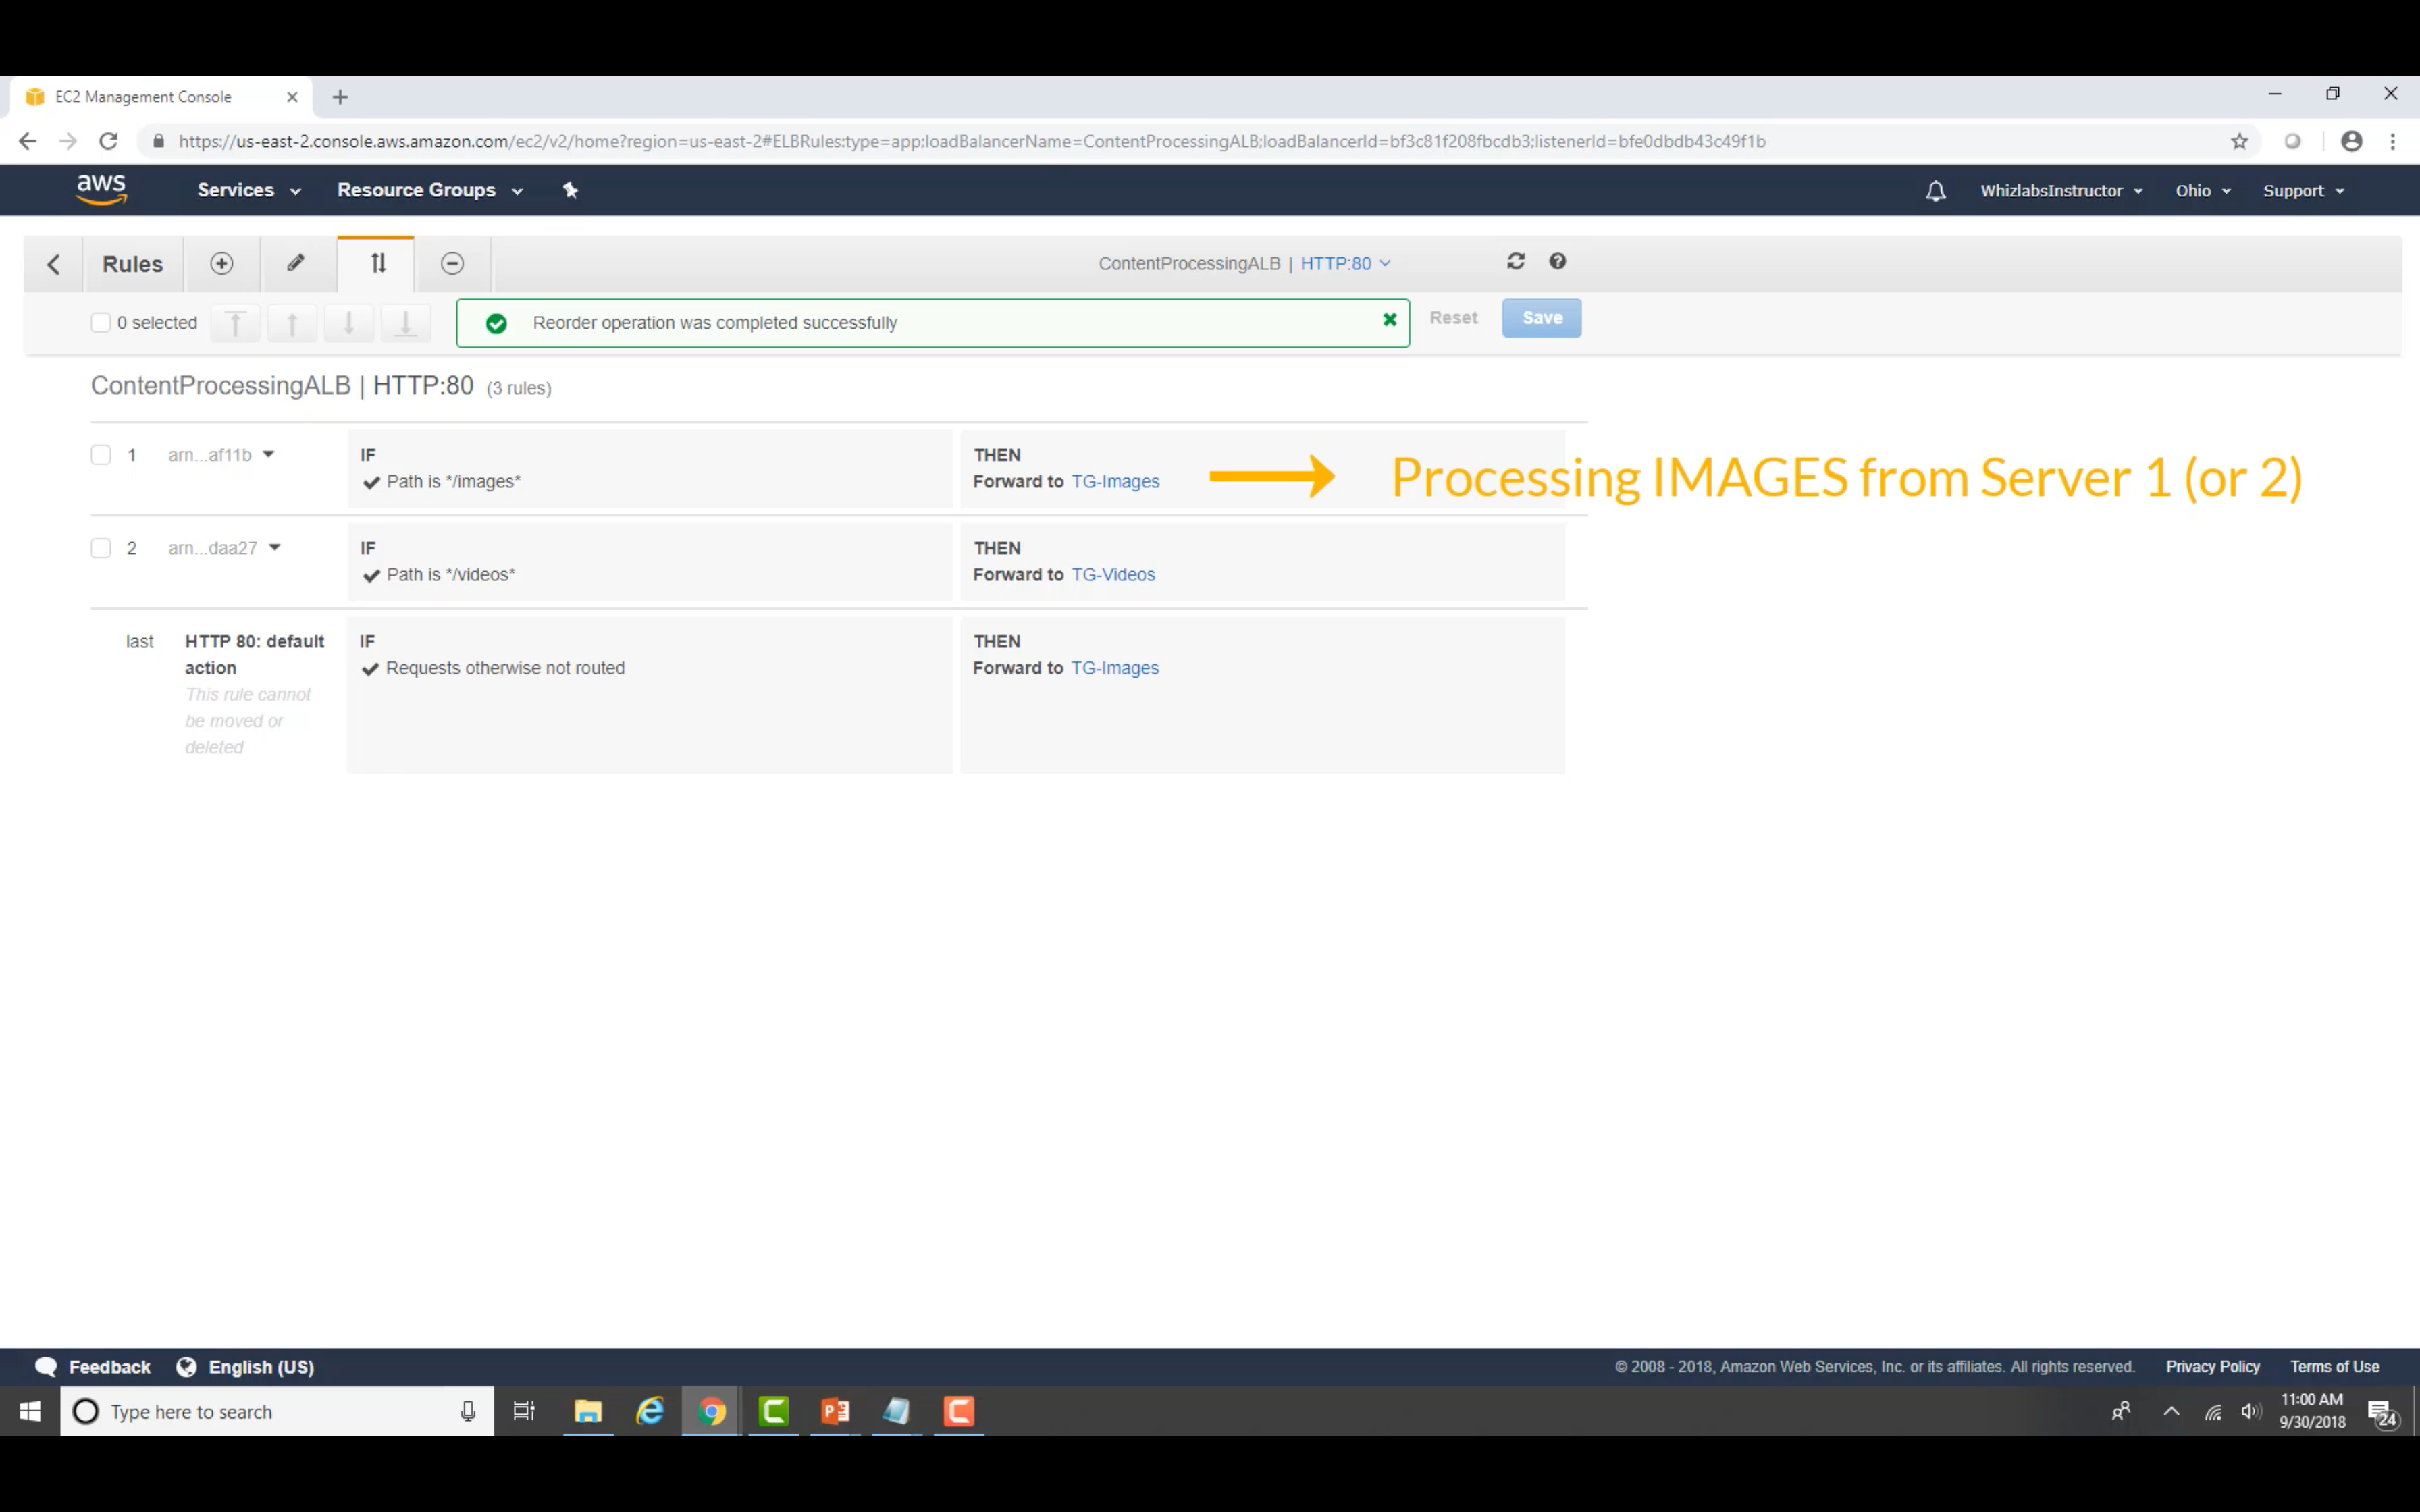 EC2 Management Console
https://us-east-2.console.aws.amazon.com/ec2/v2/home?region=us-east-2#ELBRules:type=app;loadBalancerName=ContentProcessingALB;loadBalancerId=bf3c81f208fbcdb3;listenerId=bfe0dbdb43c49f1b
aws Services Resource Groups WhizlabsInstructor Ohio Support
Rules ContentProcessingALB | HTTP:80
0 selected Reorder operation was completed successfully Reset Save
ContentProcessingALB | HTTP:80 (3 rules)
1 arn...af11b IF THEN
Path is */images* Forward to TG-Images Processing IMAGES from Server 1 (or 2)
2 arn...daa27 IF THEN
Path is */videos* Forward to TG-Videos
last HTTP 80: default IF THEN
action Requests otherwise not routed Forward to TG-Images
This rule cannot
be moved or
deleted
Feedback English (US) © 2008 - 2018, Amazon Web Services, Inc. or its affiliates. All rights reserved. Privacy Policy Terms of Use
Type here to search 11:00 AM
9/30/2018 24